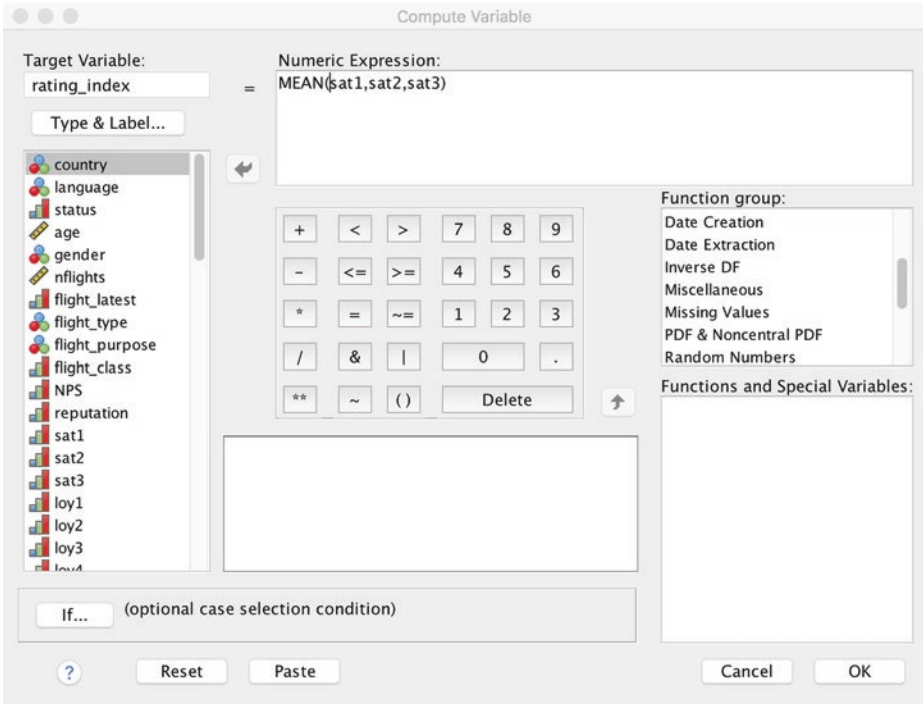 Compute Variable
Target Variable:
rating_index
=
Numeric Expression:
MEAN(sat1,sat2,sat3)
Type & Label...
country
language
status
age
gender
nflights
flight_latest
flight_type
flight_purpose
flight_class
NPS
reputation
sat1
sat2
sat3
loy1
loy2
loy3
loy4
+ < > 7 8 9
- <= >= 4 5 6
* = ~= 1 2 3
/ & | 0 .
** ~ () Delete
Function group:
Date Creation
Date Extraction
Inverse DF
Miscellaneous
Missing Values
PDF & Noncentral PDF
Random Numbers
Functions and Special Variables:
If... (optional case selection condition)
? Reset Paste Cancel OK